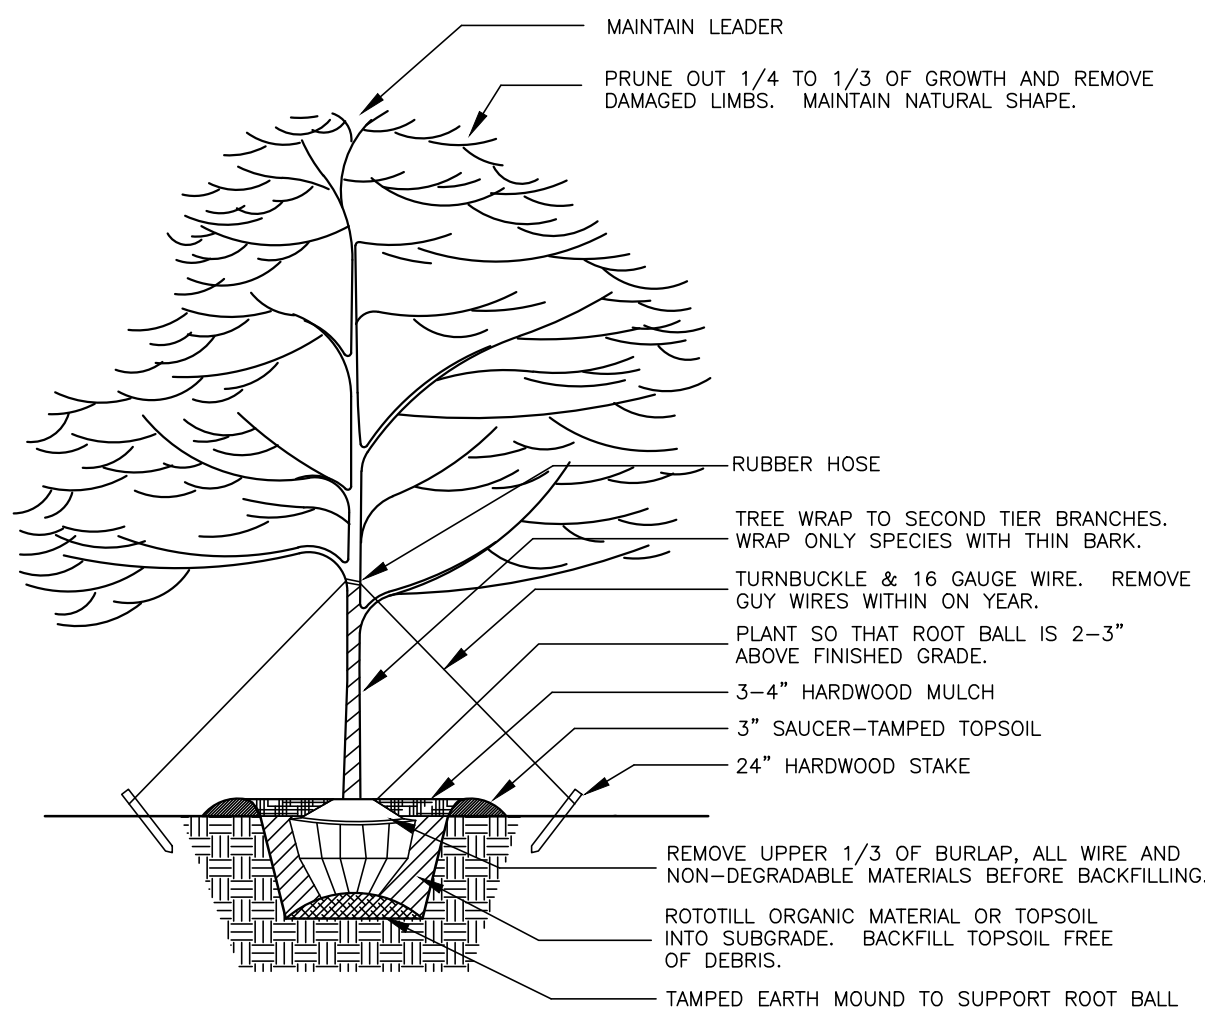 MAINTAIN LEADER
PRUNE OUT 1/4 TO 1/3 OF GROWTH AND REMOVE
DAMAGED LIMBS. MAINTAIN NATURAL SHAPE.
RUBBER HOSE
TREE WRAP TO SECOND TIER BRANCHES.
WRAP ONLY SPECIES WITH THIN BARK.
TURNBUCKLE & 16 GAUGE WIRE. REMOVE
GUY WIRES WITHIN ON YEAR.
PLANT SO THAT ROOT BALL IS 2-3"
ABOVE FINISHED GRADE.
3-4" HARDWOOD MULCH
3" SAUCER-TAMPED TOPSOIL
24" HARDWOOD STAKE
REMOVE UPPER 1/3 OF BURLAP, ALL WIRE AND
NON-DEGRADABLE MATERIALS BEFORE BACKFILLING.
ROTOTILL ORGANIC MATERIAL OR TOPSOIL
INTO SUBGRADE. BACKFILL TOPSOIL FREE
OF DEBRIS.
TAMPED EARTH MOUND TO SUPPORT ROOT BALL